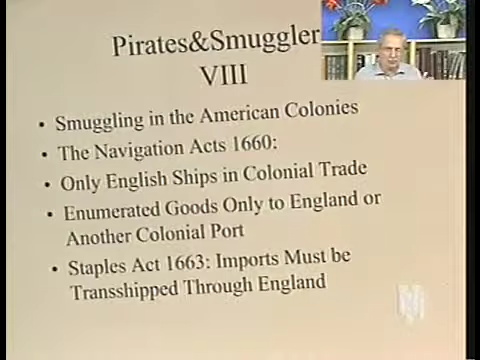 Pirates&Smuggler
VIII
• Smuggling in the American Colonies
• The Navigation Acts 1660:
• Only English Ships in Colonial Trade
• Enumerated Goods Only to England or
Another Colonial Port
• Staples Act 1663: Imports Must be
Transshipped Through England